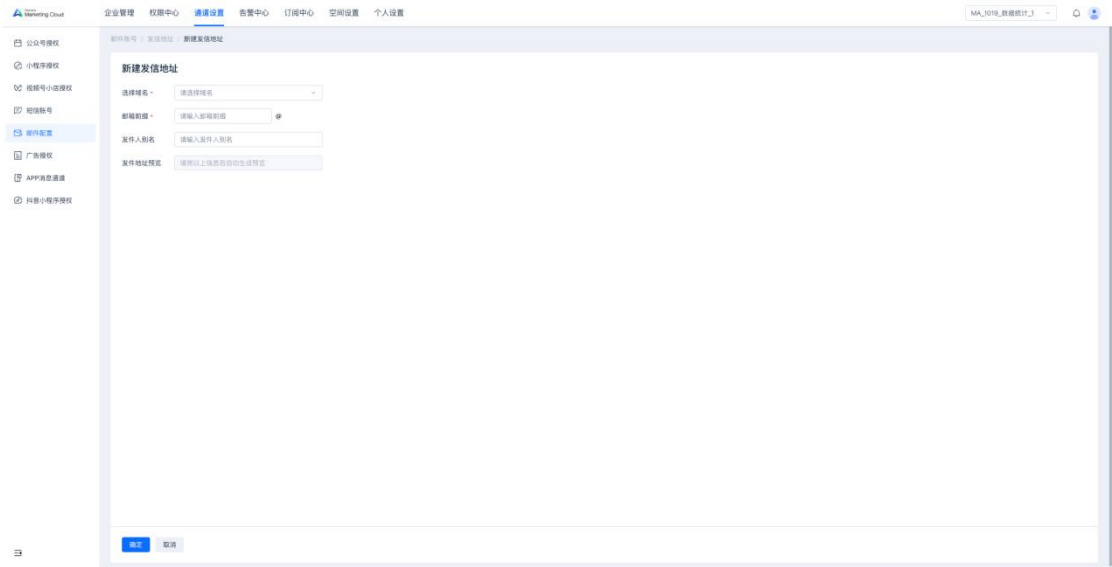 Marketing Cloud
企业管理 权限中心 通道设置 告警中心 订阅中心 空间设置 个人设置
MA_1019_数据统计_1
公众号授权
小程序授权
视频号小店授权
短信账号
邮件配置
广告授权
APP消息通道
抖音小程序授权
邮件账号 / 发信地址 / 新建发信地址
新建发信地址
选择域名 * 请选择域名
邮箱前缀 * 请输入邮箱前缀 @
发件人别名 请输入发件人别名
发件地址预览 填完以上信息后自动生成预览
确定 取消